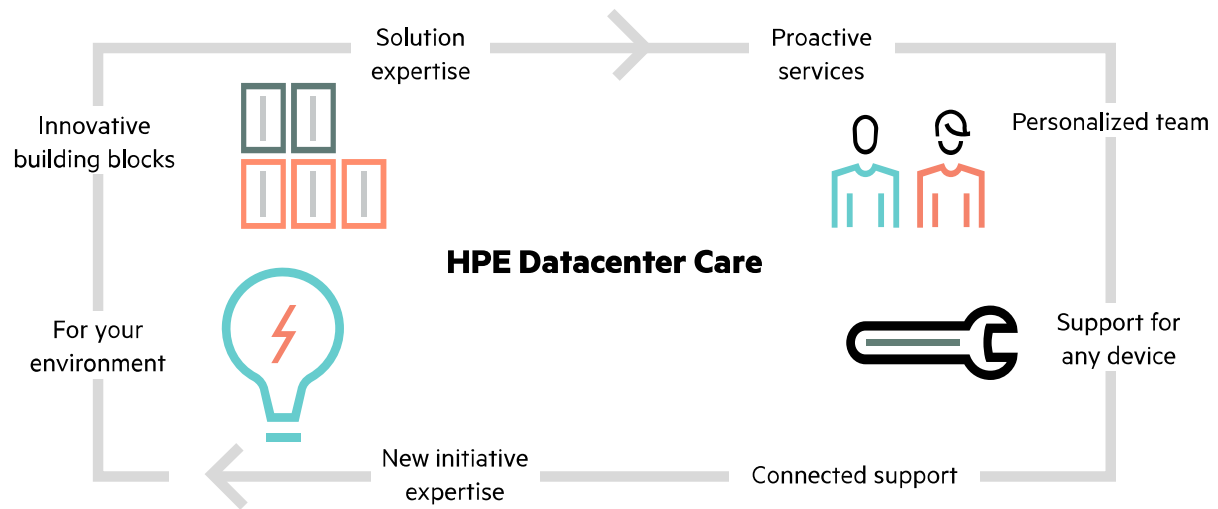 Solution
expertise
Proactive
services
Innovative
building blocks
Personalized team
HPE Datacenter Care
For your
environment
Support for
any device
New initiative
expertise
Connected support